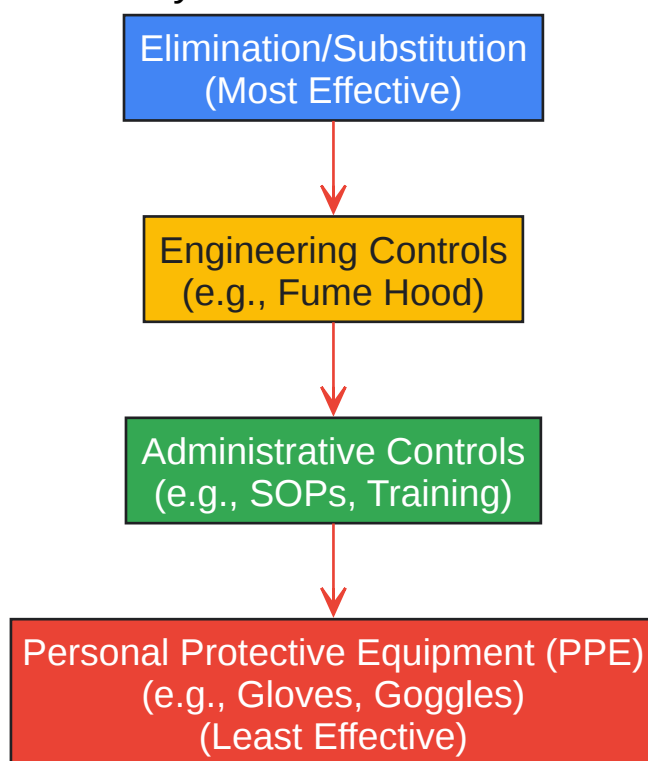 Elimination/Substitution
(Most Effective)
Engineering Controls
(e.g., Fume Hood)
Administrative Controls
(e.g., SOPs, Training)
Personal Protective Equipment (PPE)
(e.g., Gloves, Goggles)
(Least Effective)